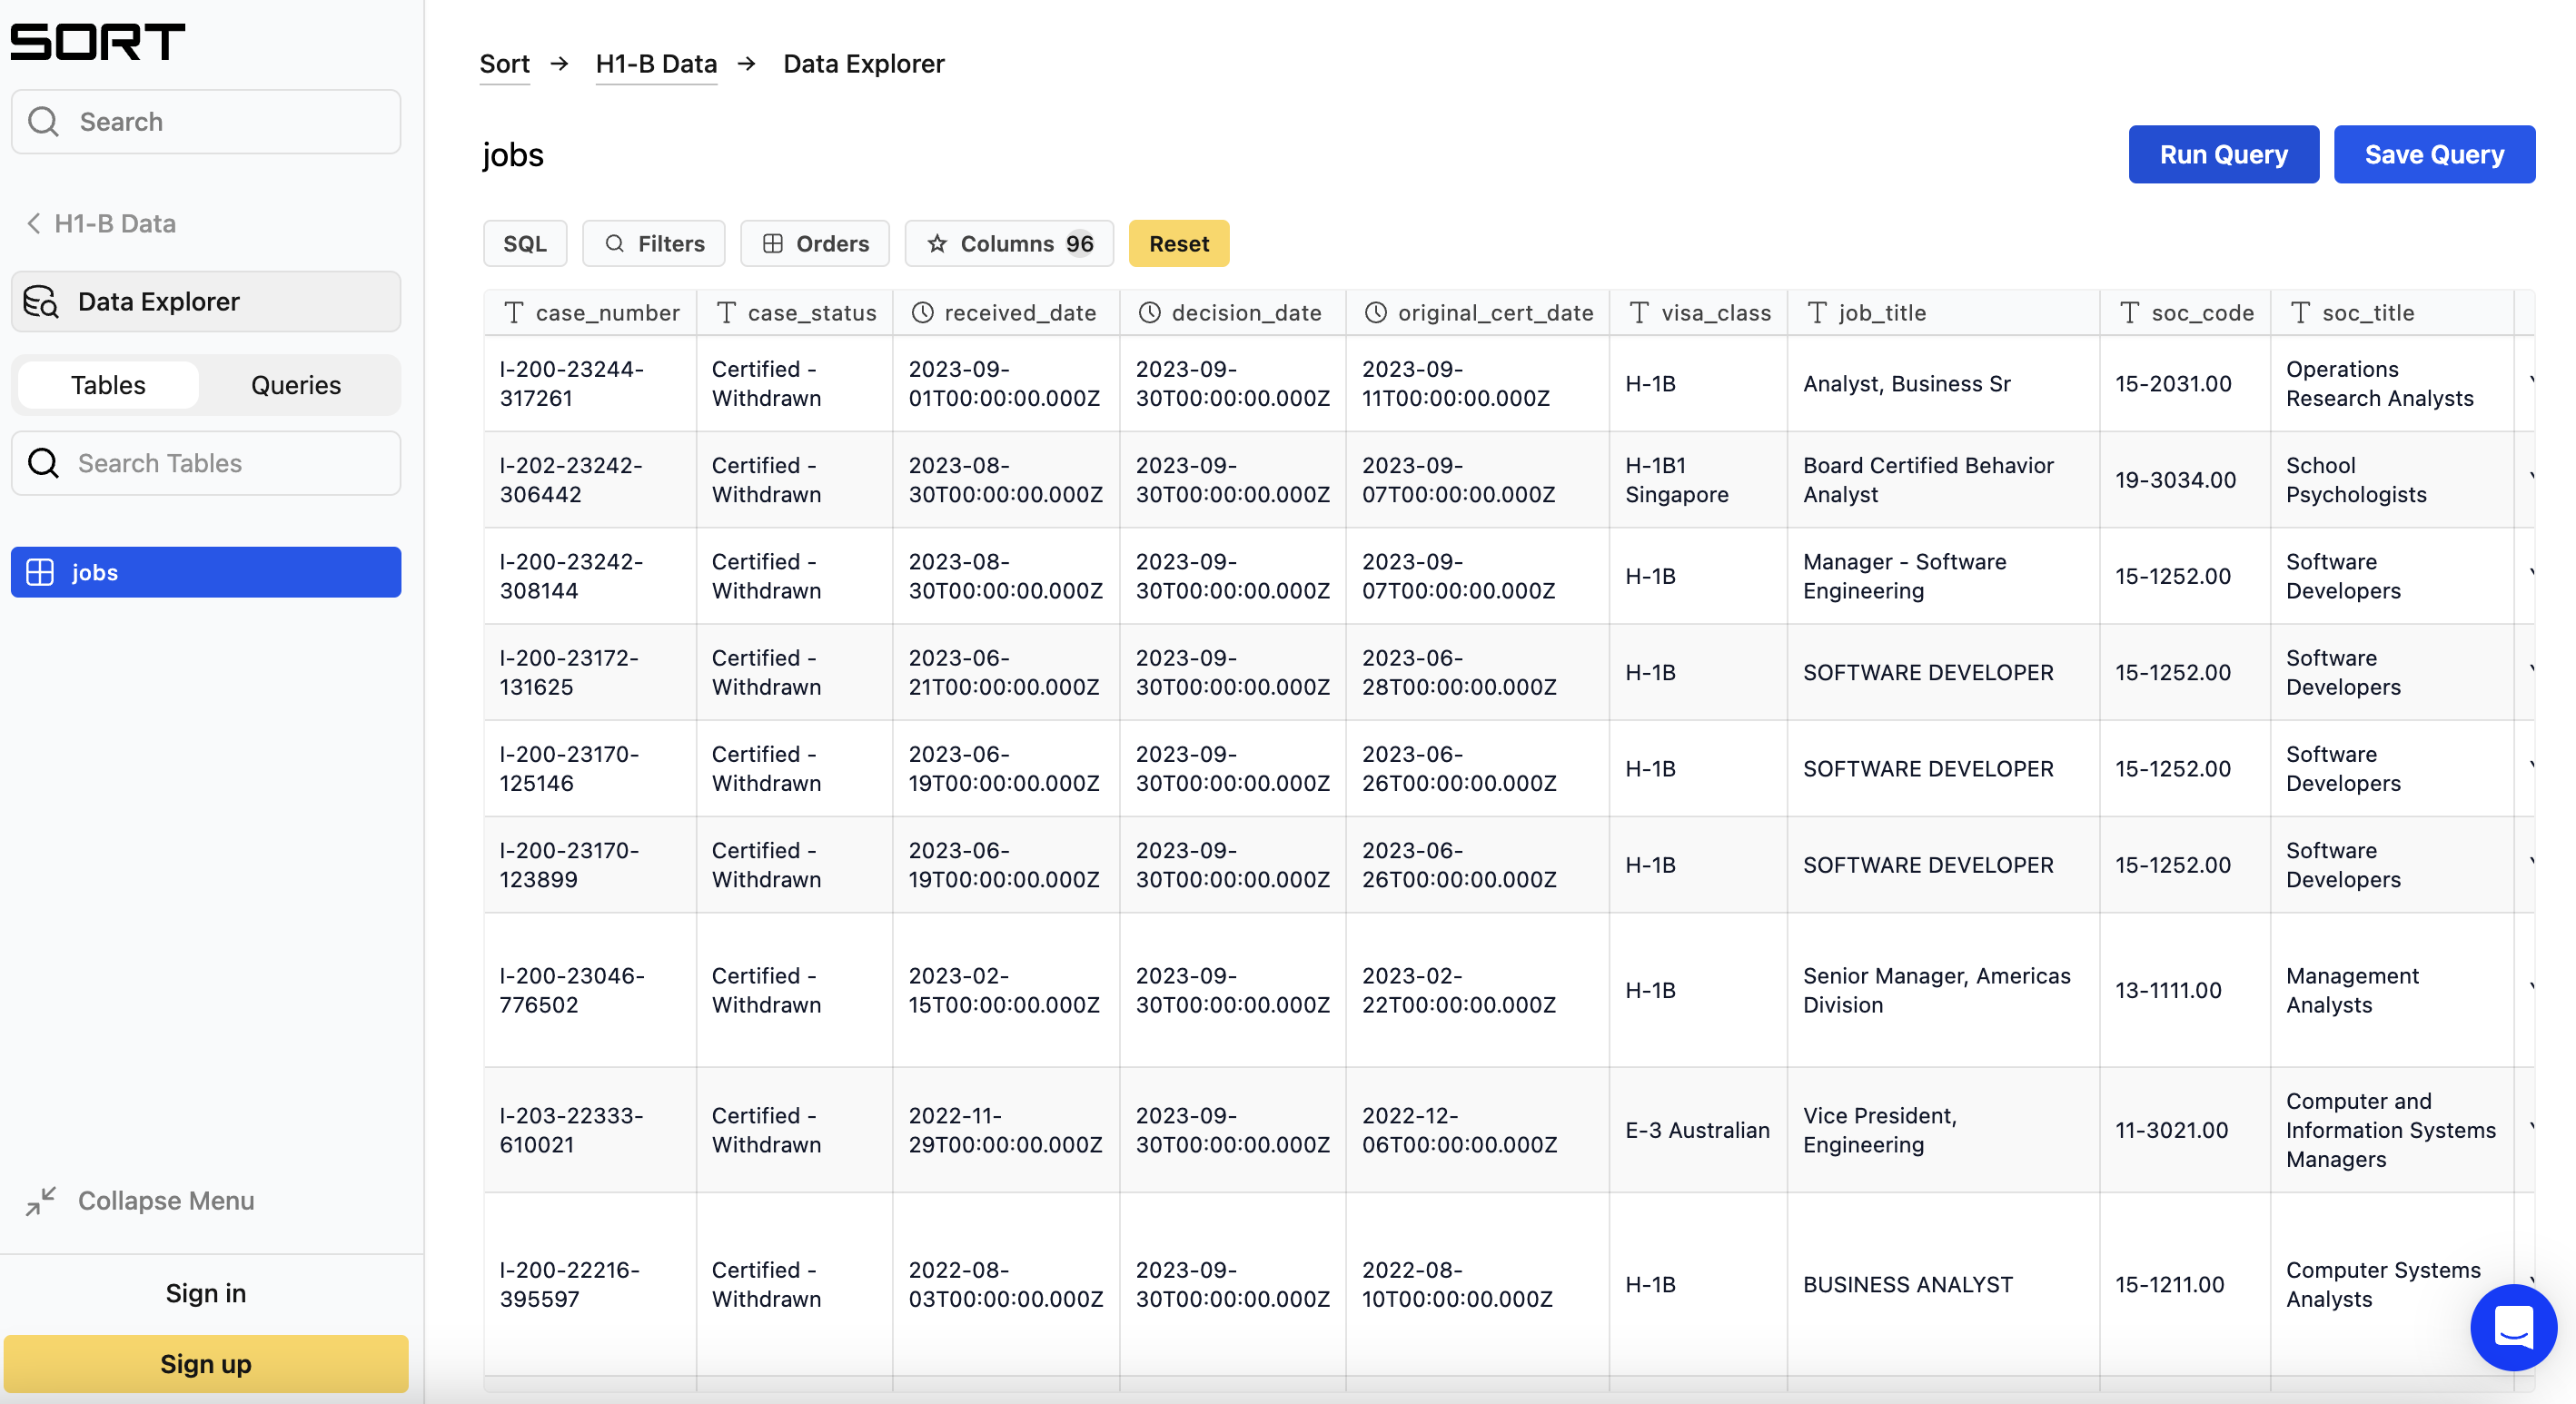 SORT
Search
H1-B Data
Data Explorer
Tables
Queries
Search Tables
jobs
Collapse Menu
Sign in
Sign up
Sort → H1-B Data → Data Explorer
jobs
Run Query
Save Query
SQL
Filters
Orders
Columns 96
Reset
case_number case_status received_date decision_date original_cert_date visa_class job_title soc_code soc_title
I-200-23244- Certified - 2023-09- 2023-09- 2023-09- H-1B Analyst, Business Sr 15-2031.00 Operations
317261 Withdrawn 01T00:00:00.000Z 30T00:00:00.000Z 11T00:00:00.000Z Research Analysts
I-202-23242- Certified - 2023-08- 2023-09- 2023-09- H-1B1 Board Certified Behavior 19-3034.00 School
306442 Withdrawn 30T00:00:00.000Z 30T00:00:00.000Z 07T00:00:00.000Z Singapore Analyst Psychologists
I-200-23242- Certified - 2023-08- 2023-09- 2023-09- H-1B Manager - Software 15-1252.00 Software
308144 Withdrawn 30T00:00:00.000Z 30T00:00:00.000Z 07T00:00:00.000Z Engineering Developers
I-200-23172- Certified - 2023-06- 2023-09- 2023-06- H-1B SOFTWARE DEVELOPER 15-1252.00 Software
131625 Withdrawn 21T00:00:00.000Z 30T00:00:00.000Z 28T00:00:00.000Z Developers
I-200-23170- Certified - 2023-06- 2023-09- 2023-06- H-1B SOFTWARE DEVELOPER 15-1252.00 Software
125146 Withdrawn 19T00:00:00.000Z 30T00:00:00.000Z 26T00:00:00.000Z Developers
I-200-23170- Certified - 2023-06- 2023-09- 2023-06- H-1B SOFTWARE DEVELOPER 15-1252.00 Software
123899 Withdrawn 19T00:00:00.000Z 30T00:00:00.000Z 26T00:00:00.000Z Developers
I-200-23046- Certified - 2023-02- 2023-09- 2023-02- H-1B Senior Manager, Americas 13-1111.00 Management
776502 Withdrawn 15T00:00:00.000Z 30T00:00:00.000Z 22T00:00:00.000Z Division Analysts
I-203-22333- Certified - 2022-11- 2023-09- 2022-12- E-3 Australian Vice President, 11-3021.00 Computer and
610021 Withdrawn 29T00:00:00.000Z 30T00:00:00.000Z 06T00:00:00.000Z Engineering Information Systems
Managers
I-200-22216- Certified - 2022-08- 2023-09- 2022-08- H-1B BUSINESS ANALYST 15-1211.00 Computer Systems
395597 Withdrawn 03T00:00:00.000Z 30T00:00:00.000Z 10T00:00:00.000Z Analysts